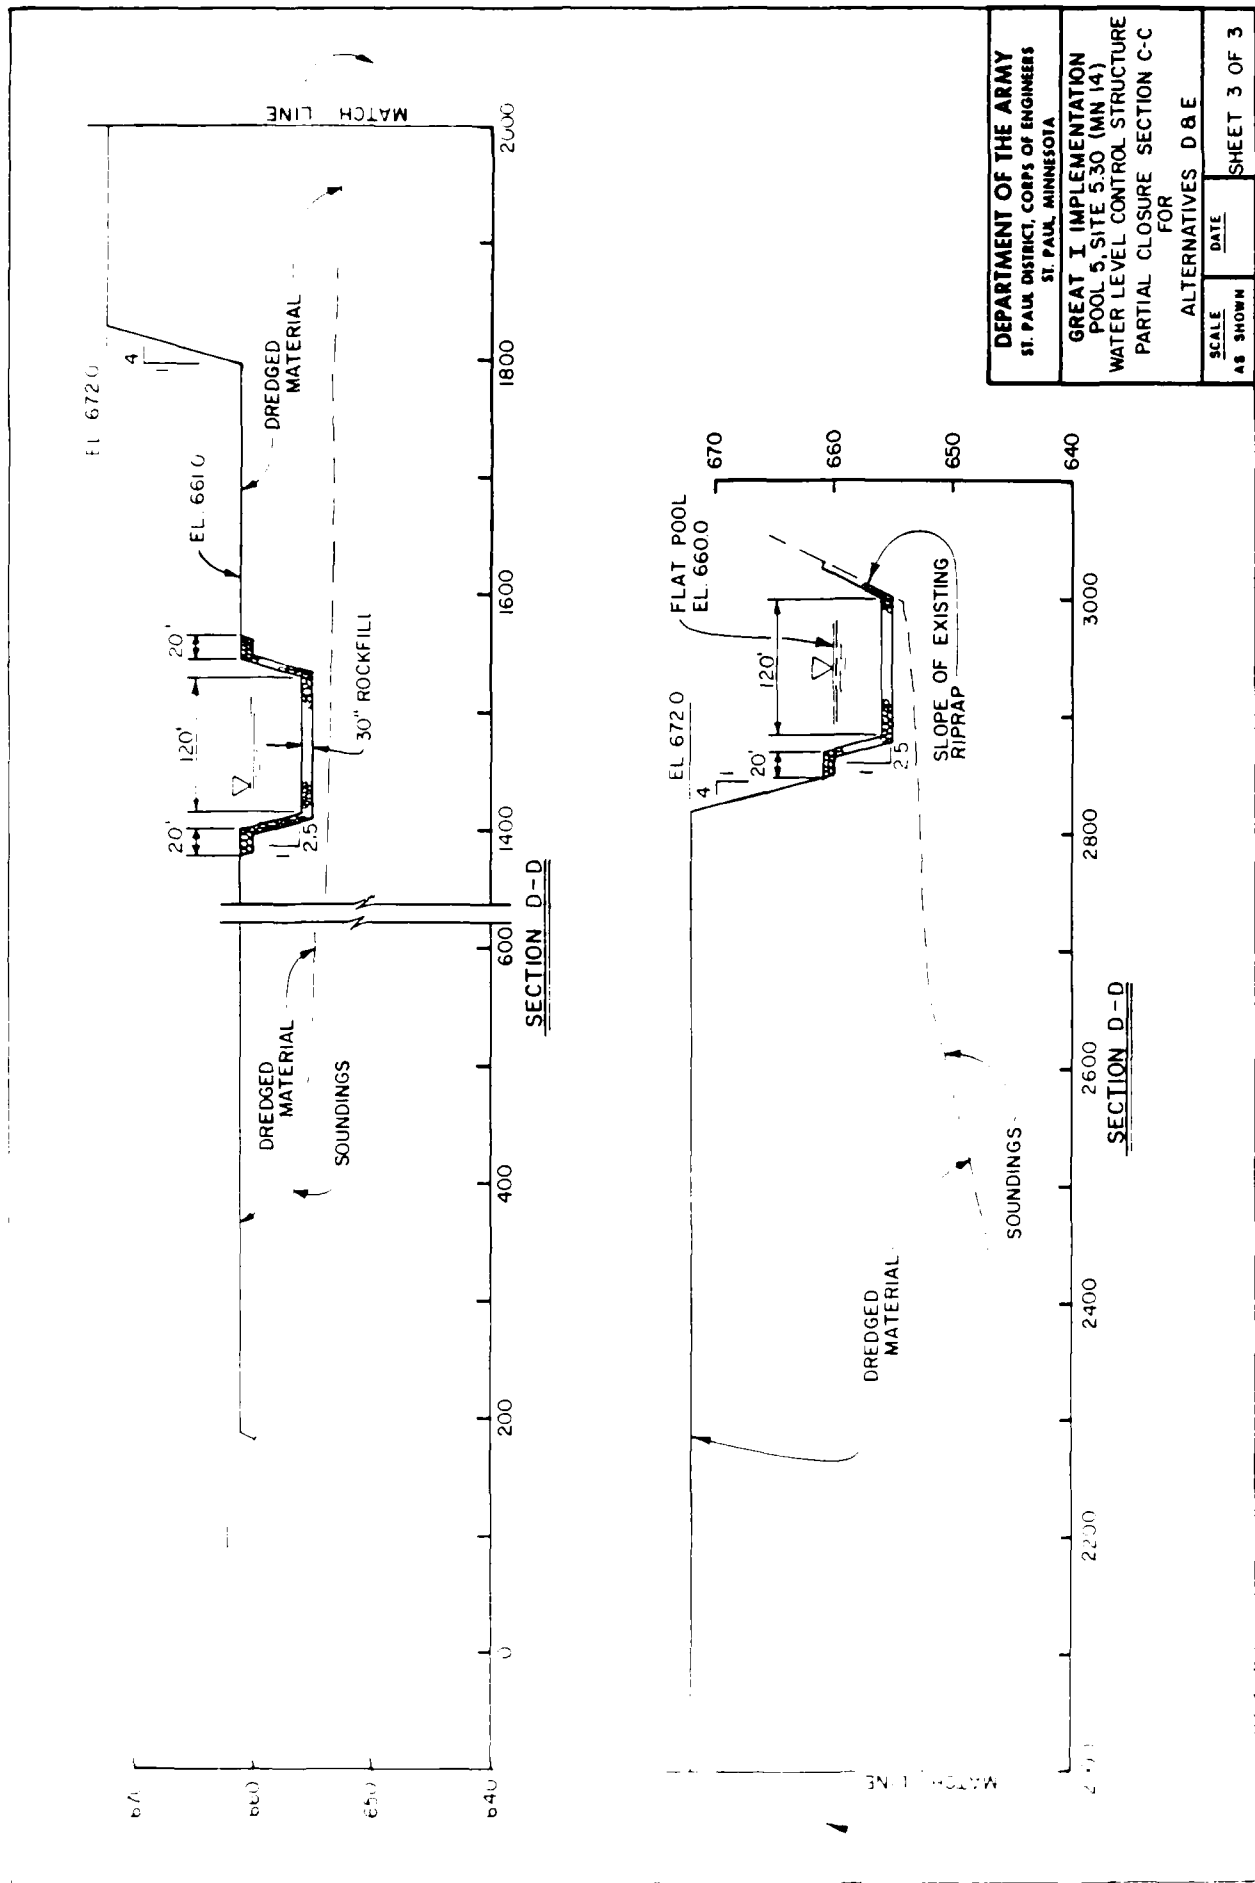 EL 672.0
4
1
MATCH LINE
EL. 661.0
DREDGED
MATERIAL
20'
120'
20'
1
2.5
30" ROCKFILL
DREDGED
MATERIAL
SOUNDINGS
660
650
640
0
200
400
600
1400
1600
1800
2000
SECTION D-D
MATCH LINE
DREDGED
MATERIAL
SOUNDINGS
EL 672.0
4
1
20'
120'
1
2.5
FLAT POOL
EL. 660.0
SLOPE OF EXISTING
RIPRAP
670
660
650
640
2200
2400
2600
2800
3000
SECTION D-D
DEPARTMENT OF THE ARMY
ST. PAUL DISTRICT, CORPS OF ENGINEERS
ST. PAUL, MINNESOTA
GREAT I IMPLEMENTATION
POOL 5, SITE 5.30 (MN 14)
WATER LEVEL CONTROL STRUCTURE
PARTIAL CLOSURE SECTION C-C
FOR
ALTERNATIVES D & E
SCALE
AS SHOWN
DATE
SHEET 3 OF 3